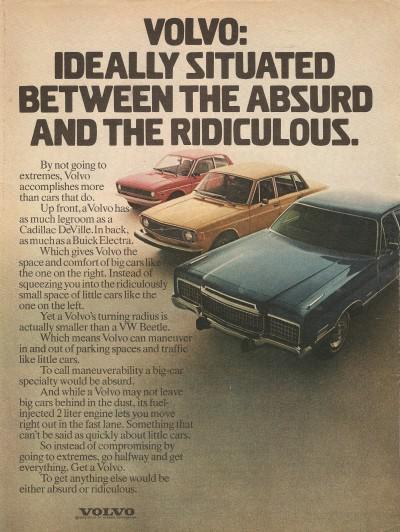 VOLVO:
IDEALLY SITUATED
BETWEEN THE ABSURD
AND THE RIDICULOUS.
By not going to
extremes, Volvo
accomplishes more
than cars that do.
Up front, a Volvo has
as much legroom as a
Cadillac DeVille. In back,
as much as a Buick Electra.
Which gives Volvo the
space and comfort of big cars like
the one on the right. Instead of
squeezing you into the ridiculously
small space of little cars like the
one on the left.
Yet a Volvo's turning radius is
actually smaller than a VW Beetle.
Which means Volvo can maneuver
in and out of parking spaces and traffic
like little cars.
To call maneuverability a big-car
specialty would be absurd.
And while a Volvo may not leave
big cars behind in the dust, its fuel-
injected 2 liter engine lets you move
right out in the fast lane. Something that
can't be said as quickly about little cars.
So instead of compromising by
going to extremes, go halfway and get
everything. Get a Volvo.
To get anything else would be
either absurd or ridiculous.
VOLVO